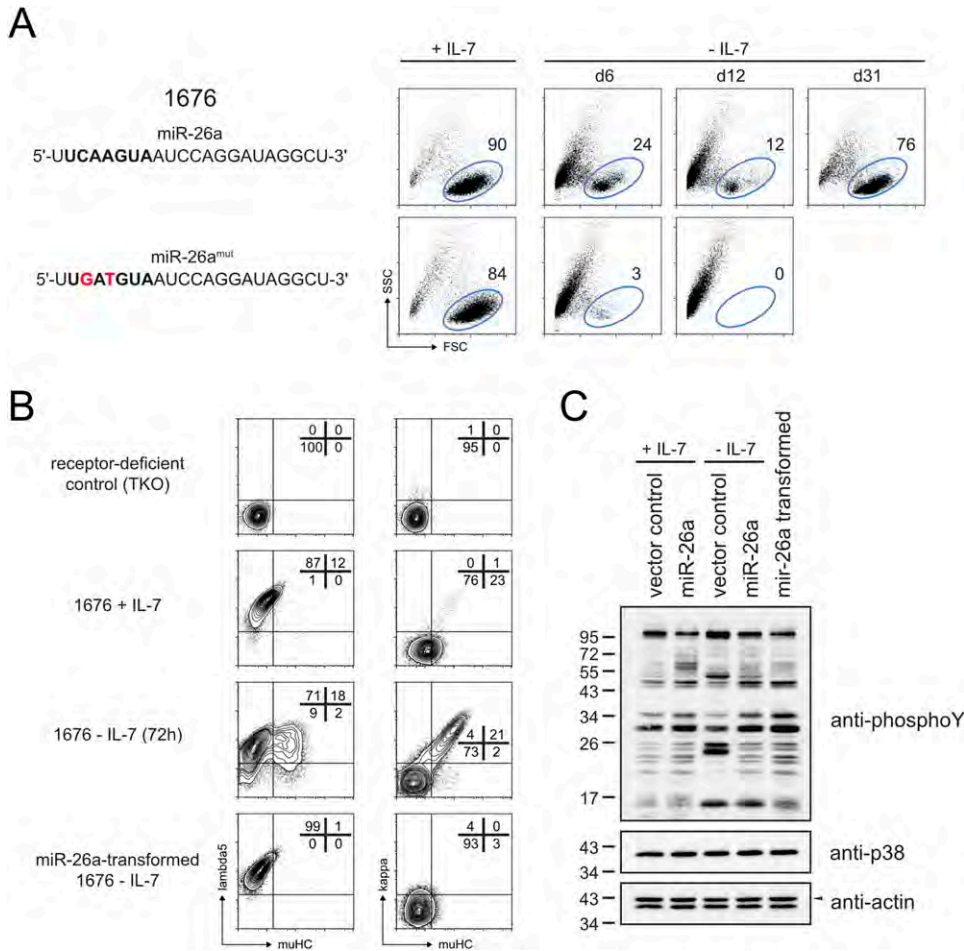 A
+ IL-7
- IL-7
d6
d12
d31
1676
miR-26a
5'-UUCAAGUAAUCCAGGAUAGGCU-3'
90
24
12
76
miR-26a^mut
5'-UUGATGUAAUCCAGGAUAGGCU-3'
84
3
0
SSC
FSC
B
receptor-deficient
control (TKO)
0 0
100 0
1 0
95 0
1676 + IL-7
87 12
1 0
0 1
76 23
1676 - IL-7 (72h)
71 18
9 2
4 21
73 2
miR-26a-transformed
1676 - IL-7
99 1
0 0
4 0
93 3
lambda5
muHC
kappa
muHC
C
+ IL-7
- IL-7
vector control
miR-26a
vector control
miR-26a
mir-26a transformed
95
72
55
43
34
26
17
anti-phosphoY
43
34
anti-p38
43
34
anti-actin